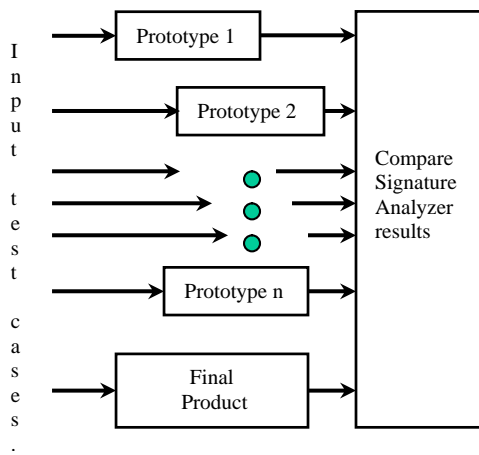 Input test cases.
Prototype 1
Prototype 2
Prototype n
Final
Product
Compare
Signature
Analyzer
results